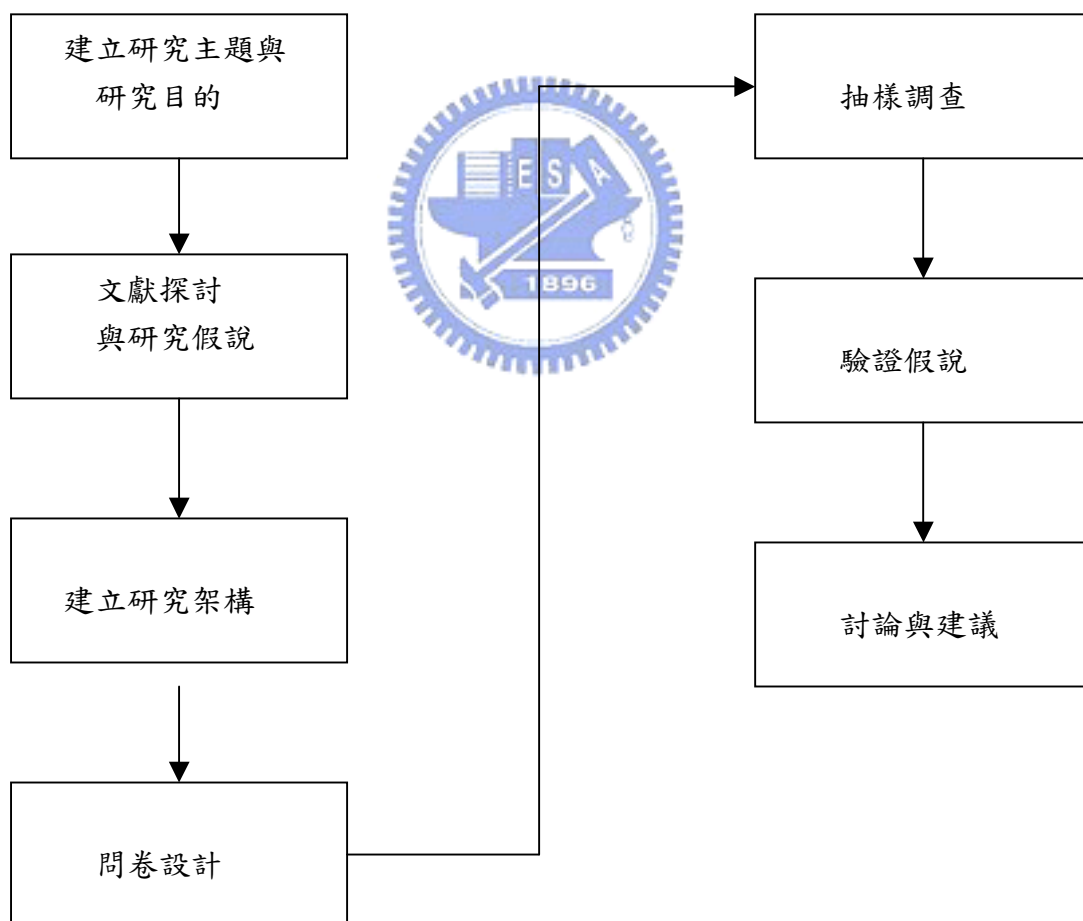 建立研究主題與
研究目的
文獻探討
與研究假說
建立研究架構
問卷設計
抽樣調查
驗證假說
討論與建議
E S A
1896